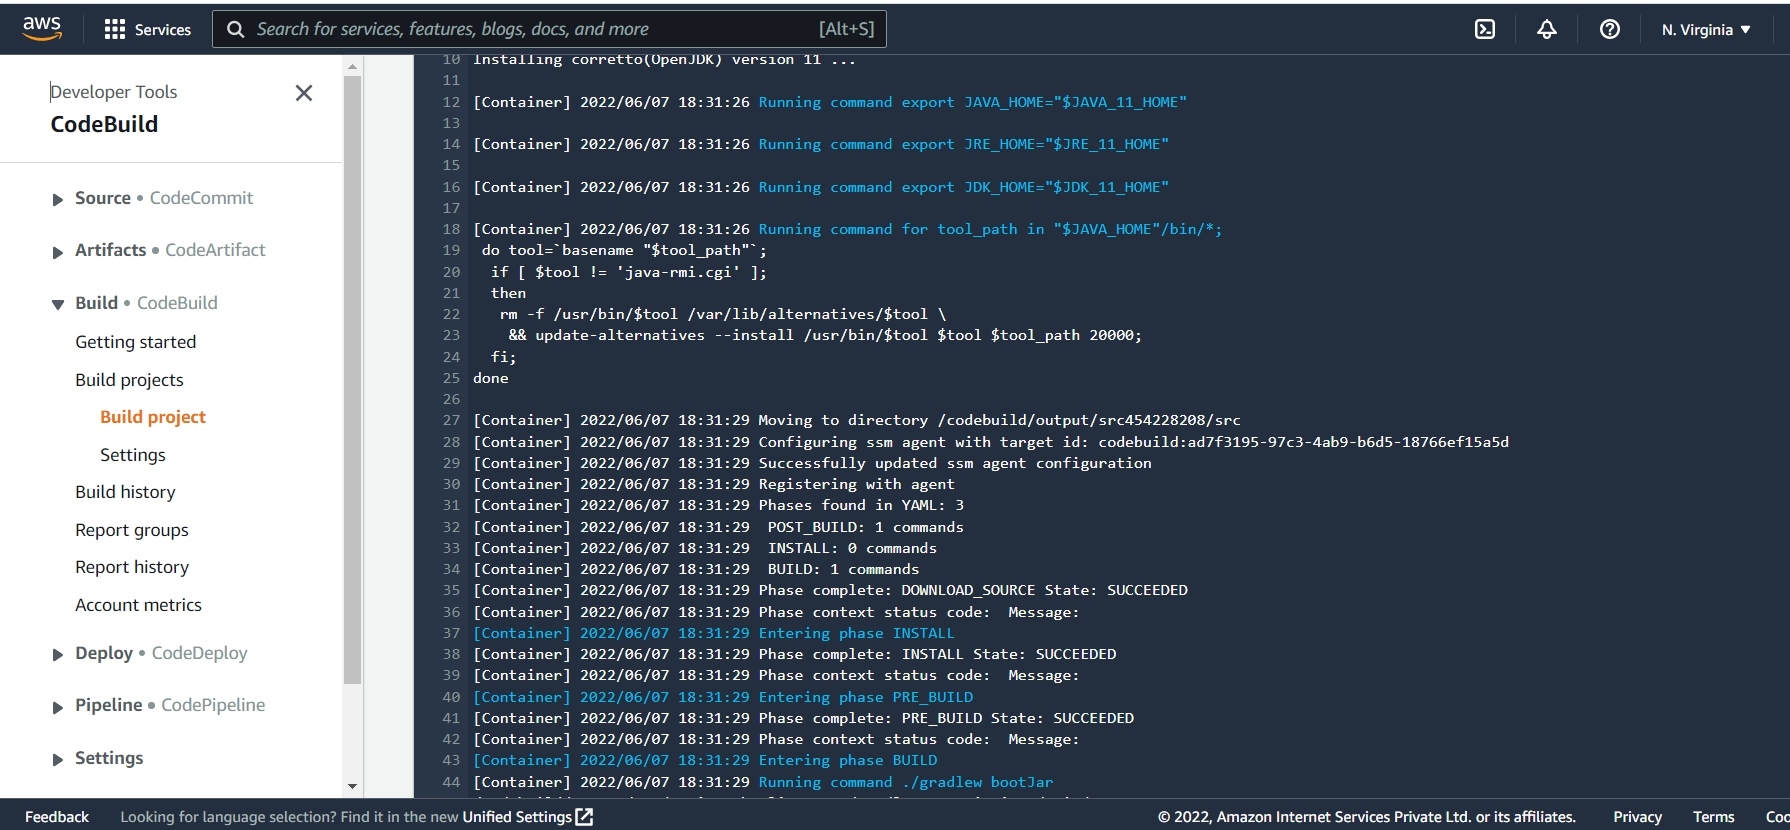 aws
Services
Search for services, features, blogs, docs, and more [Alt+S]
N. Virginia ▼
Developer Tools
CodeBuild
Source • CodeCommit
Artifacts • CodeArtifact
Build • CodeBuild
Getting started
Build projects
Build project
Settings
Build history
Report groups
Report history
Account metrics
Deploy • CodeDeploy
Pipeline • CodePipeline
Settings
10 Installing corretto(OpenJDK) version 11 ...
11
12 [Container] 2022/06/07 18:31:26 Running command export JAVA_HOME="$JAVA_11_HOME"
13
14 [Container] 2022/06/07 18:31:26 Running command export JRE_HOME="$JRE_11_HOME"
15
16 [Container] 2022/06/07 18:31:26 Running command export JDK_HOME="$JDK_11_HOME"
17
18 [Container] 2022/06/07 18:31:26 Running command for tool_path in "$JAVA_HOME"/bin/*;
19 do tool=`basename "$tool_path"`;
20 if [ $tool != 'java-rmi.cgi' ];
21 then
22 rm -f /usr/bin/$tool /var/lib/alternatives/$tool \
23 && update-alternatives --install /usr/bin/$tool $tool $tool_path 20000;
24 fi;
25 done
26
27 [Container] 2022/06/07 18:31:29 Moving to directory /codebuild/output/src454228208/src
28 [Container] 2022/06/07 18:31:29 Configuring ssm agent with target id: codebuild:ad7f3195-97c3-4ab9-b6d5-18766ef15a5d
29 [Container] 2022/06/07 18:31:29 Successfully updated ssm agent configuration
30 [Container] 2022/06/07 18:31:29 Registering with agent
31 [Container] 2022/06/07 18:31:29 Phases found in YAML: 3
32 [Container] 2022/06/07 18:31:29 POST_BUILD: 1 commands
33 [Container] 2022/06/07 18:31:29 INSTALL: 0 commands
34 [Container] 2022/06/07 18:31:29 BUILD: 1 commands
35 [Container] 2022/06/07 18:31:29 Phase complete: DOWNLOAD_SOURCE State: SUCCEEDED
36 [Container] 2022/06/07 18:31:29 Phase context status code: Message:
37 [Container] 2022/06/07 18:31:29 Entering phase INSTALL
38 [Container] 2022/06/07 18:31:29 Phase complete: INSTALL State: SUCCEEDED
39 [Container] 2022/06/07 18:31:29 Phase context status code: Message:
40 [Container] 2022/06/07 18:31:29 Entering phase PRE_BUILD
41 [Container] 2022/06/07 18:31:29 Phase complete: PRE_BUILD State: SUCCEEDED
42 [Container] 2022/06/07 18:31:29 Phase context status code: Message:
43 [Container] 2022/06/07 18:31:29 Entering phase BUILD
44 [Container] 2022/06/07 18:31:29 Running command ./gradlew bootJar
Feedback Looking for language selection? Find it in the new Unified Settings © 2022, Amazon Internet Services Private Ltd. or its affiliates. Privacy Terms